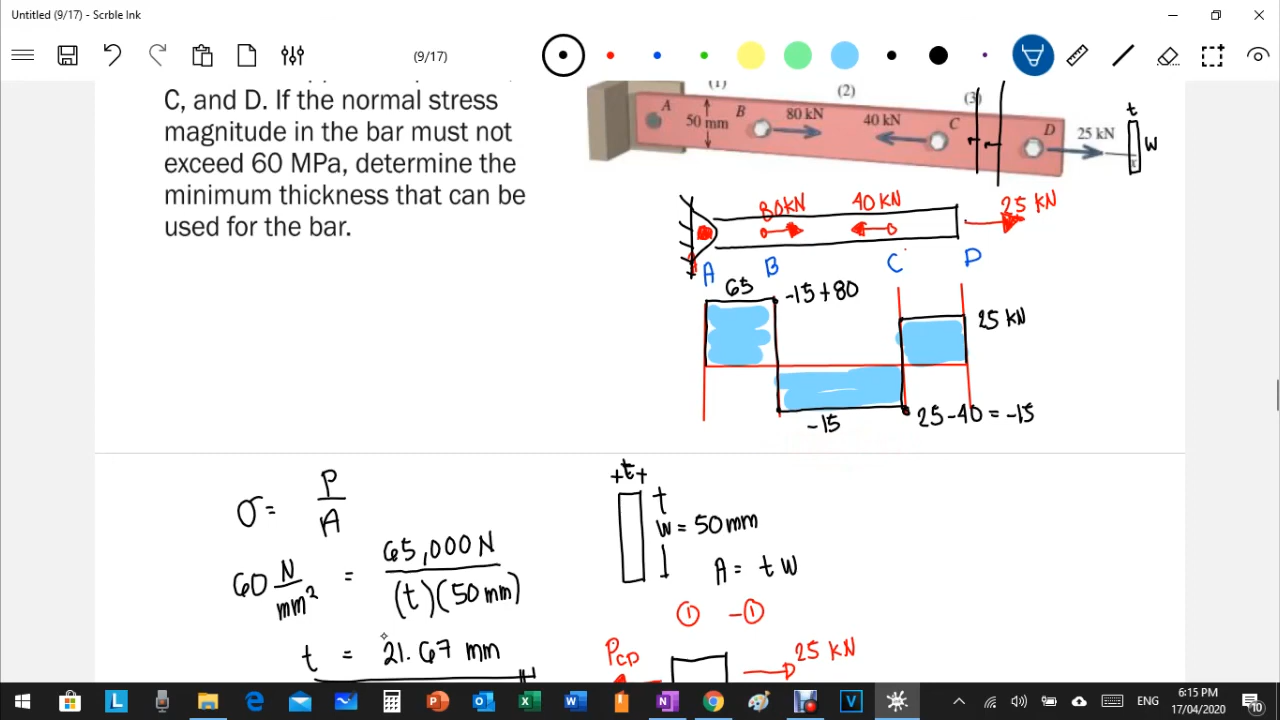 Untitled (9/17) - Scrble Ink
(9/17)
C, and D. If the normal stress
magnitude in the bar must not
exceed 60 MPa, determine the
minimum thickness that can be
used for the bar.
(1)
(2)
(3)
A
50 mm
B
80 kN
40 kN
C
D
25 kN
t
W
80KN
40 KN
25 KN
A
B
C
D
65
-15+80
25 KN
-15
25-40 = -15
σ = P
A
60 N
mm²
= 65,000 N
(t)(50 mm)
t = 21.67 mm
t
W = 50mm
A = t W
① -①
PCD
25 KN
ENG
6:15 PM
17/04/2020
10